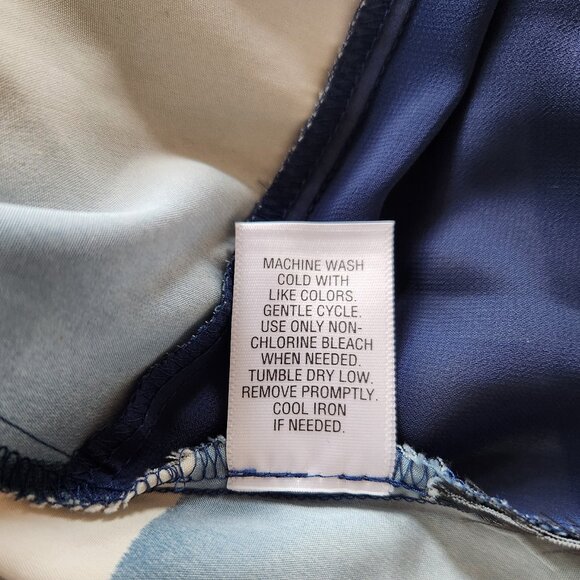 MACHINE WASH
COLD WITH
LIKE COLORS.
GENTLE CYCLE.
USE ONLY NON-
CHLORINE BLEACH
WHEN NEEDED.
TUMBLE DRY LOW.
REMOVE PROMPTLY.
COOL IRON
IF NEEDED.